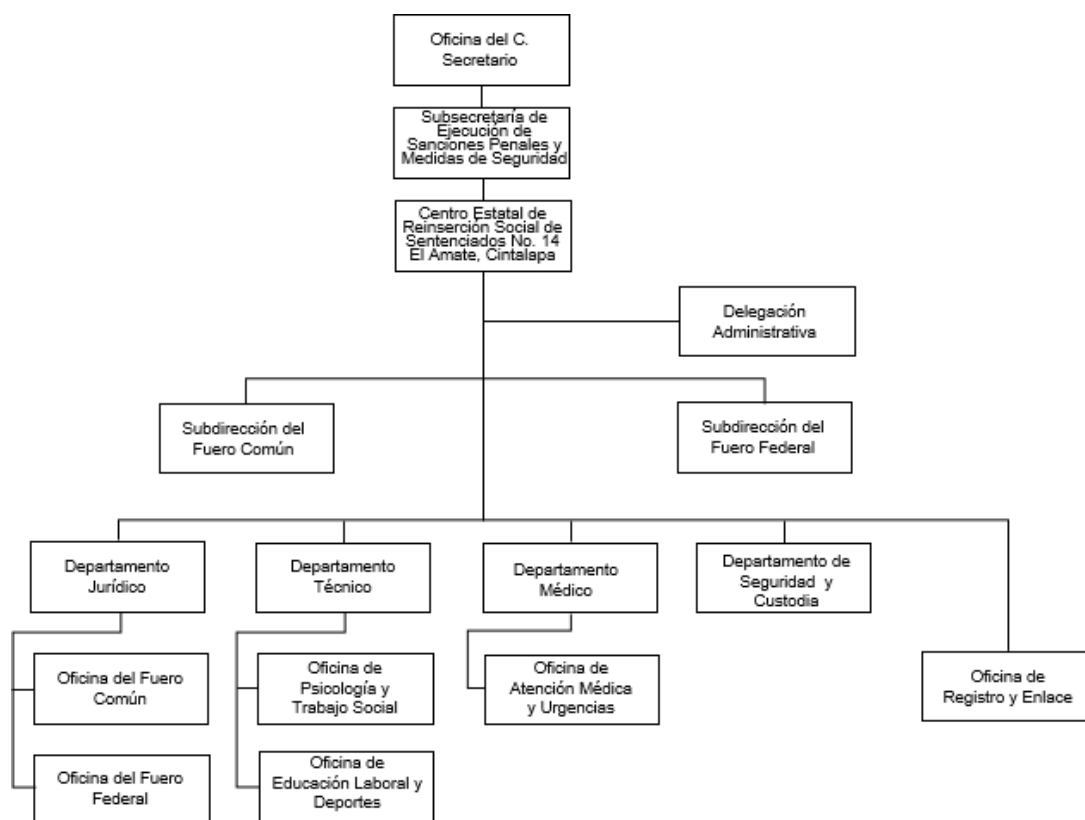 Oficina del C.
Secretario
Subsecretaría de
Ejecución de
Sanciones Penales y
Medidas de Seguridad
Centro Estatal de
Reinserción Social de
Sentenciados No. 14
El Amate, Cintalapa
Delegación
Administrativa
Subdirección del
Fuero Común
Subdirección del
Fuero Federal
Departamento
Jurídico
Departamento
Técnico
Departamento
Médico
Departamento de
Seguridad y
Custodia
Oficina del Fuero
Común
Oficina de
Psicología y
Trabajo Social
Oficina de
Atención Médica
y Urgencias
Oficina de
Registro y Enlace
Oficina del Fuero
Federal
Oficina de
Educación Laboral y
Deportes